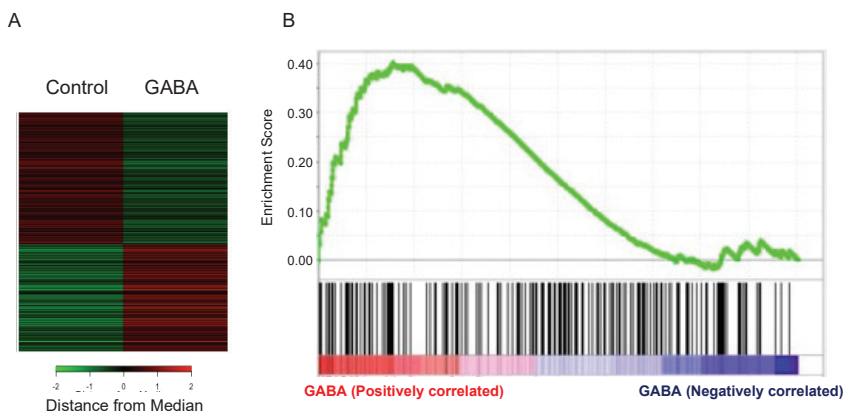 A
B
Control GABA
-2 -1 0 1 2
Distance from Median
Enrichment Score
0.40
0.30
0.20
0.10
0.00
GABA (Positively correlated)
GABA (Negatively correlated)